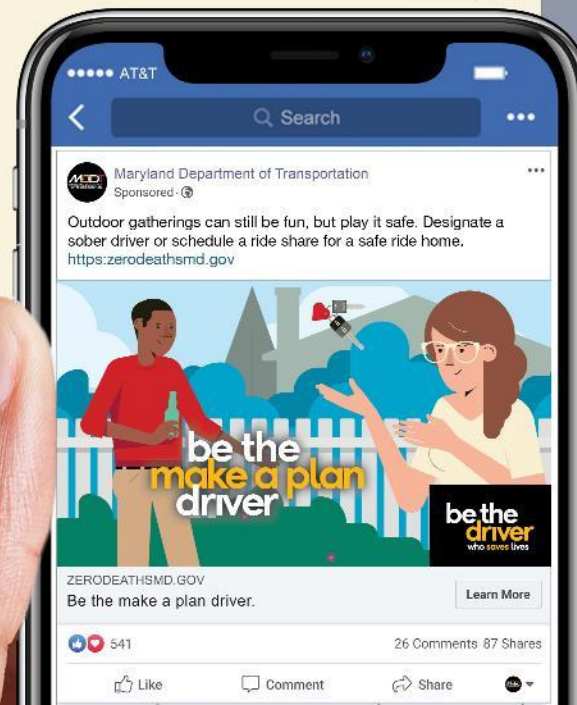 AT&T
Search
Maryland Department of Transportation
Sponsored ·
Outdoor gatherings can still be fun, but play it safe. Designate a
sober driver or schedule a ride share for a safe ride home.
https:zerodeathsmd.gov
be the
make a plan
driver
be the
driver
who saves lives
ZERODEATHSMD.GOV
Be the make a plan driver.
Learn More
541
26 Comments 87 Shares
Like
Comment
Share